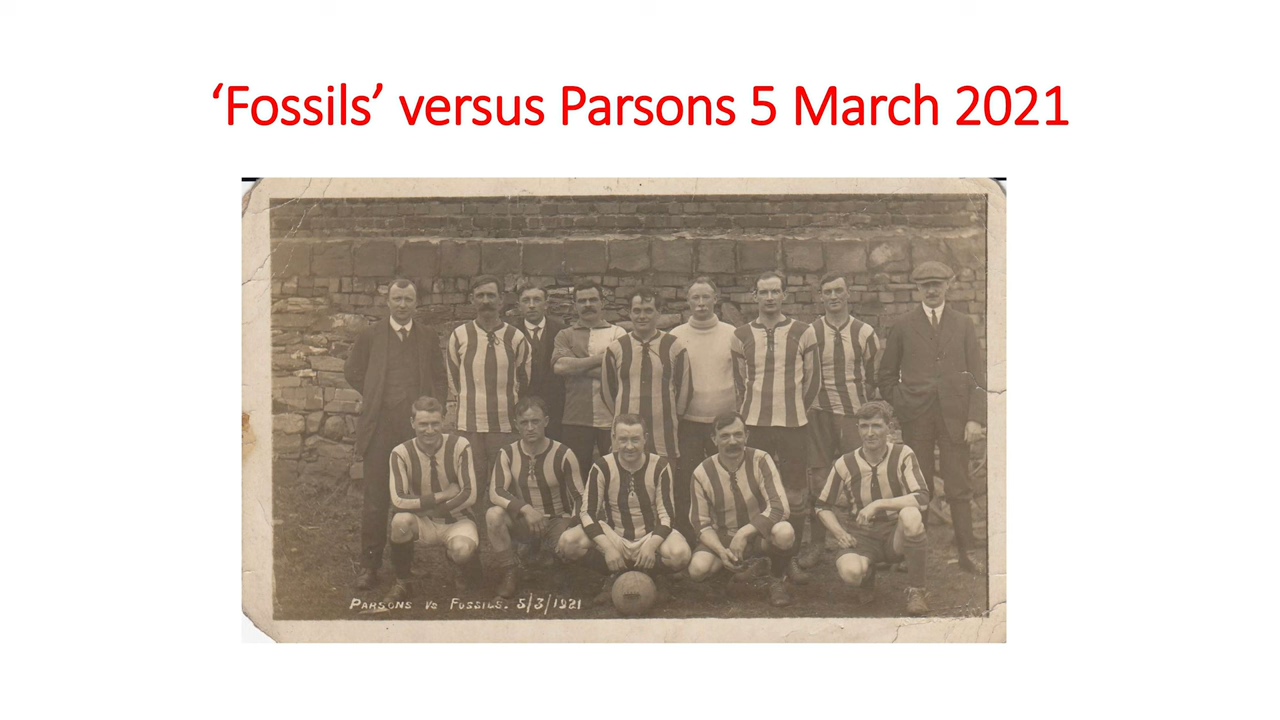 ‘Fossils’ versus Parsons 5 March 2021
PARSONS VS FOSSILS. 5/3/1921